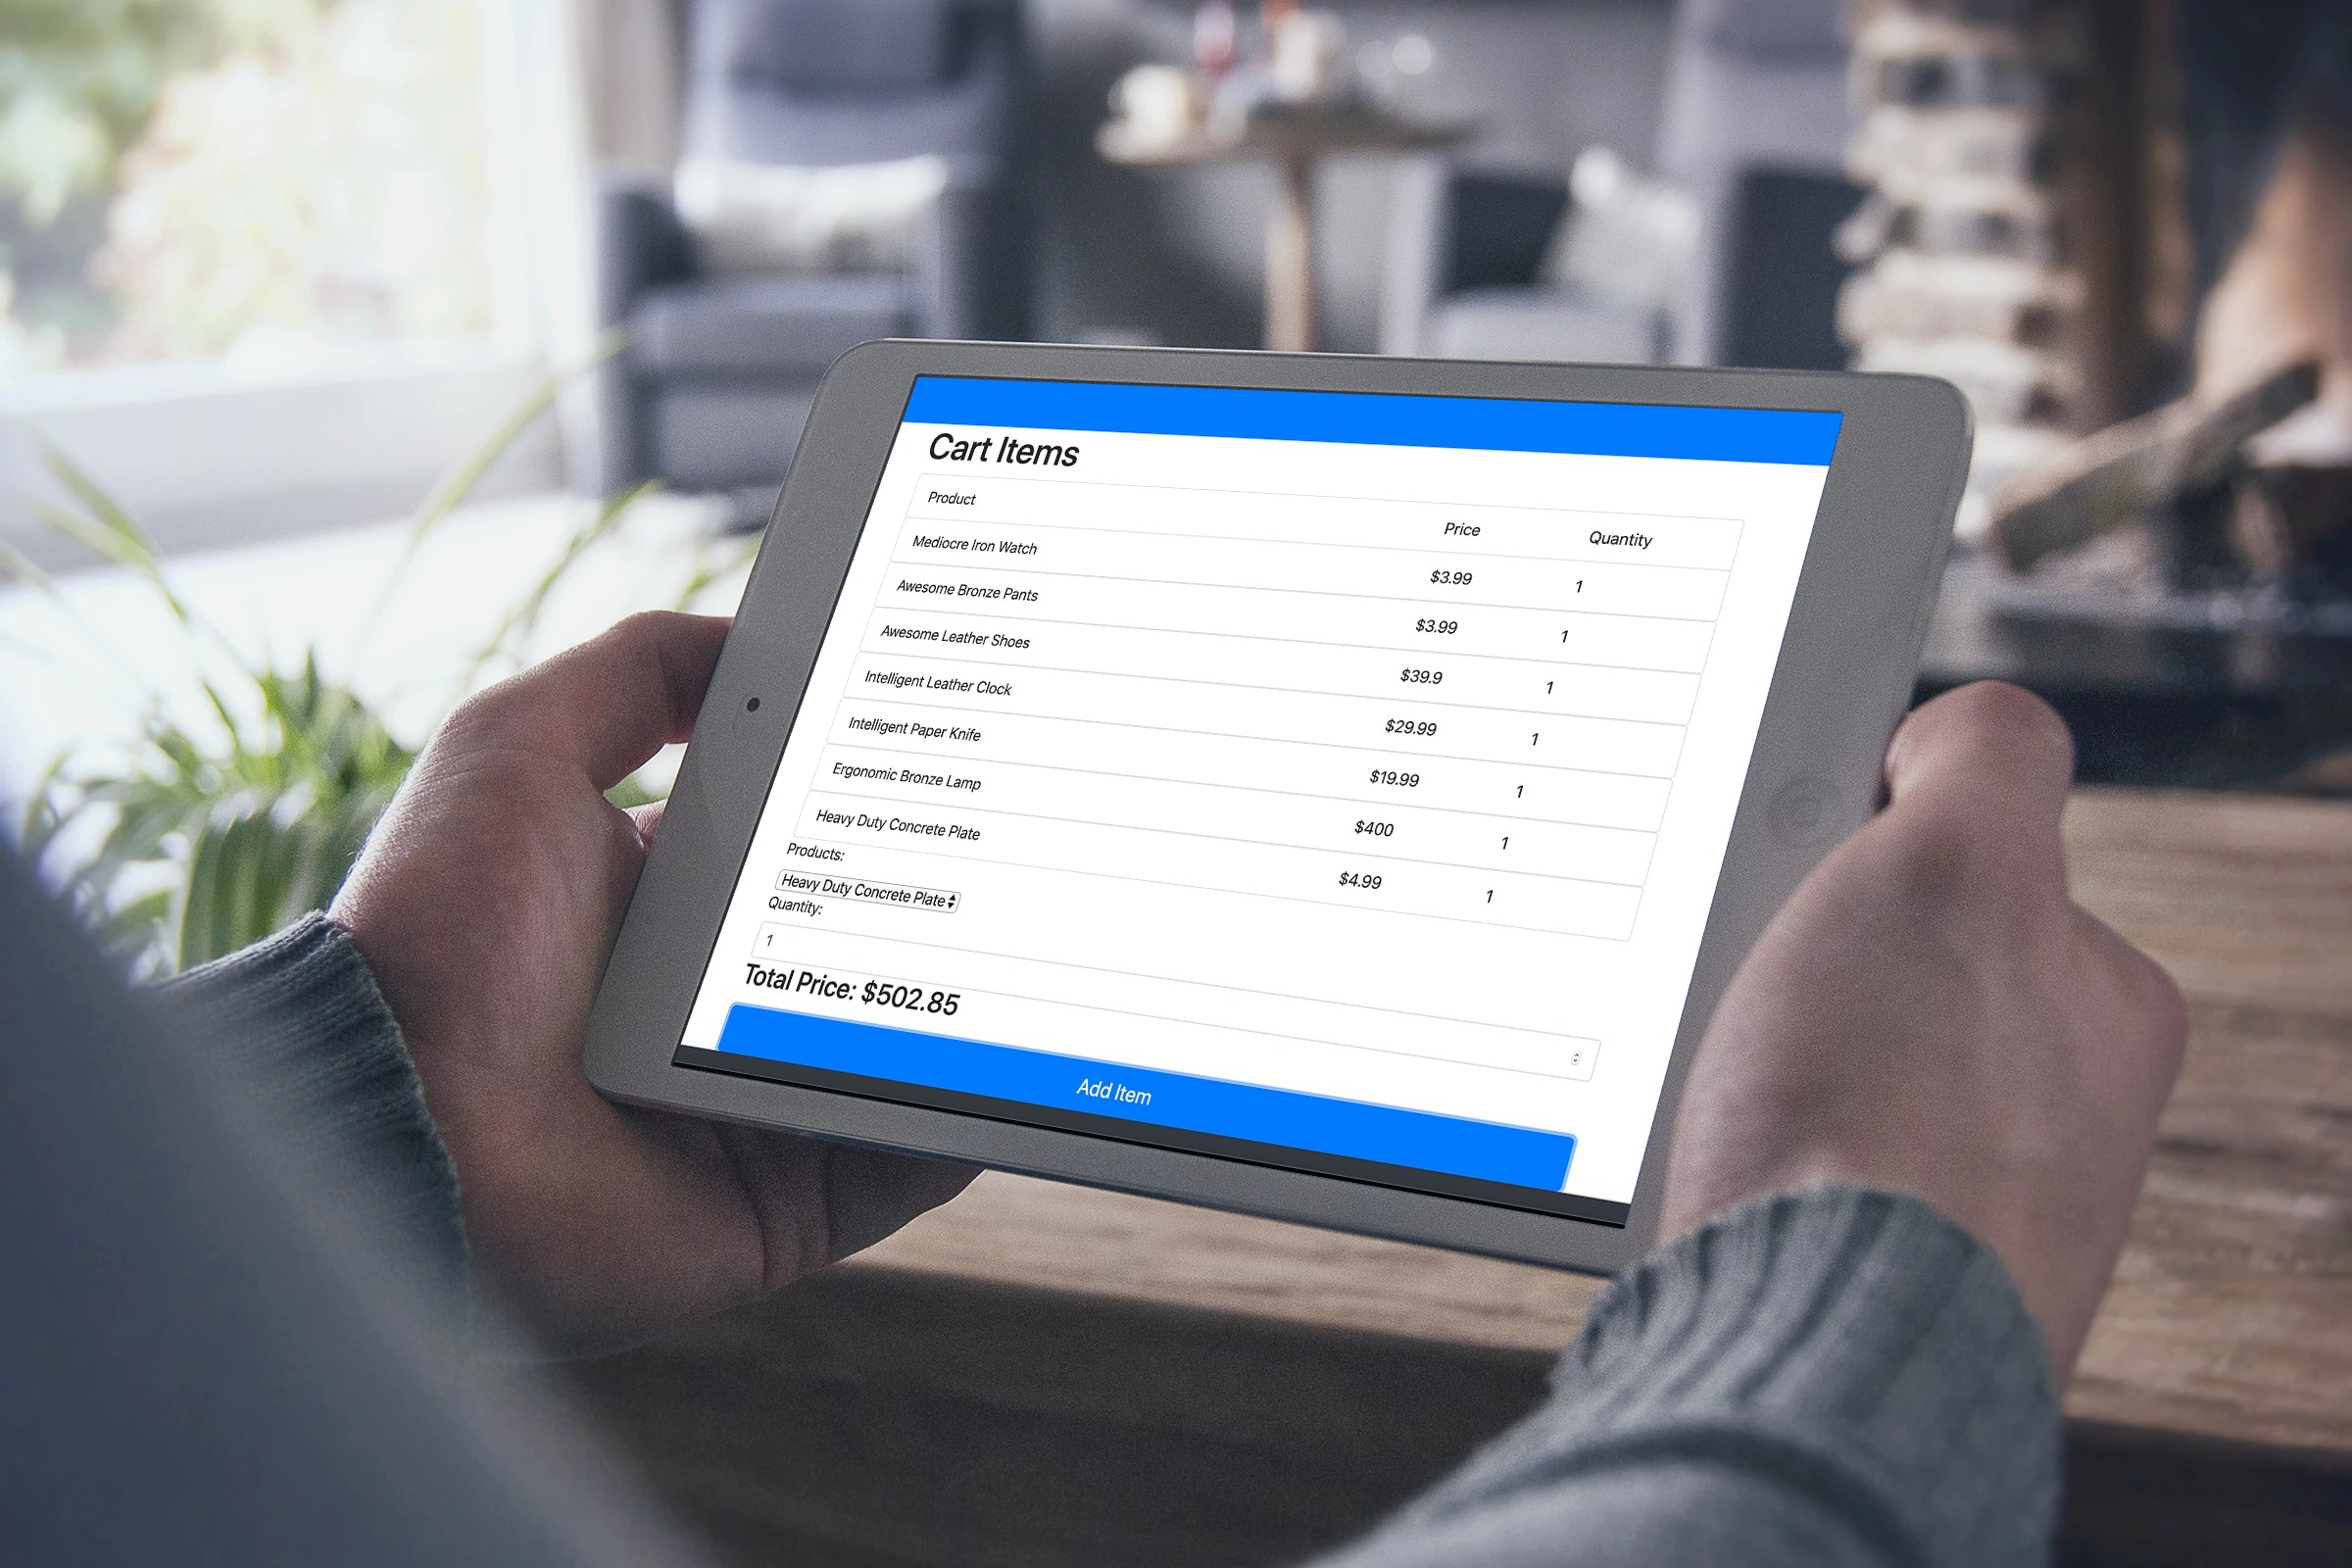 Cart Items
Product Price Quantity
Mediocre Iron Watch $3.99 1
Awesome Bronze Pants $3.99 1
Awesome Leather Shoes $39.9 1
Intelligent Leather Clock $29.99 1
Intelligent Paper Knife $19.99 1
Ergonomic Bronze Lamp $400 1
Heavy Duty Concrete Plate $4.99 1
Products:
Heavy Duty Concrete Plate
Quantity:
1
Total Price: $502.85
Add Item